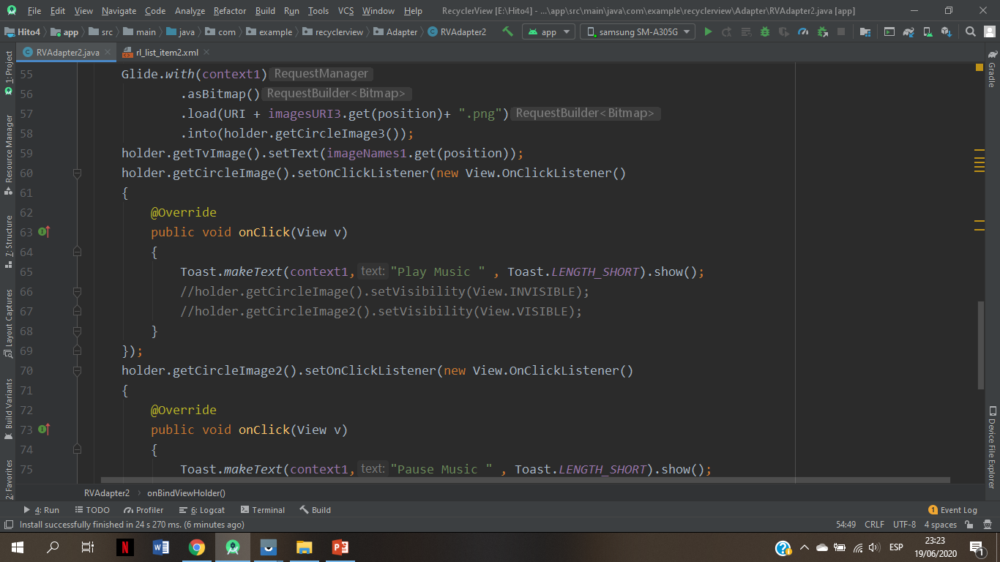 File Edit View Navigate Code Analyze Refactor Build Run Tools VCS Window Help RecyclerView [E:\Hito4] - ...\app\src\main\java\com\example\recyclerview\Adapter\RVAdapter2.java [app]
Hito4 app src main java com example recyclerview Adapter RVAdapter2 app samsung SM-A305G
RVAdapter2.java rl_list_item2.xml
1: Project
Resource Manager
7: Structure
Layout Captures
Build Variants
2: Favorites
55 Glide.with(context1) RequestManager
56 .asBitmap() RequestBuilder<Bitmap>
57 .load(URI + imagesURI3.get(position)+ ".png") RequestBuilder<Bitmap>
58 .into(holder.getCircleImage3());
59 holder.getTvImage().setText(imageNames1.get(position));
60 holder.getCircleImage().setOnClickListener(new View.OnClickListener()
61 {
62 @Override
63 public void onClick(View v)
64 {
65 Toast.makeText(context1, text: "Play Music " , Toast.LENGTH_SHORT).show();
66 //holder.getCircleImage().setVisibility(View.INVISIBLE);
67 //holder.getCircleImage2().setVisibility(View.VISIBLE);
68 }
69 });
70 holder.getCircleImage2().setOnClickListener(new View.OnClickListener()
71 {
72 @Override
73 public void onClick(View v)
74 {
75 Toast.makeText(context1, text: "Pause Music " , Toast.LENGTH_SHORT).show();
Gradle
Device File Explorer
RVAdapter2 › onBindViewHolder()
4: Run TODO Profiler 6: Logcat Terminal Build 1 Event Log
Install successfully finished in 24 s 270 ms. (6 minutes ago) 54:49 CRLF UTF-8 4 spaces
ESP 23:23
19/06/2020 1